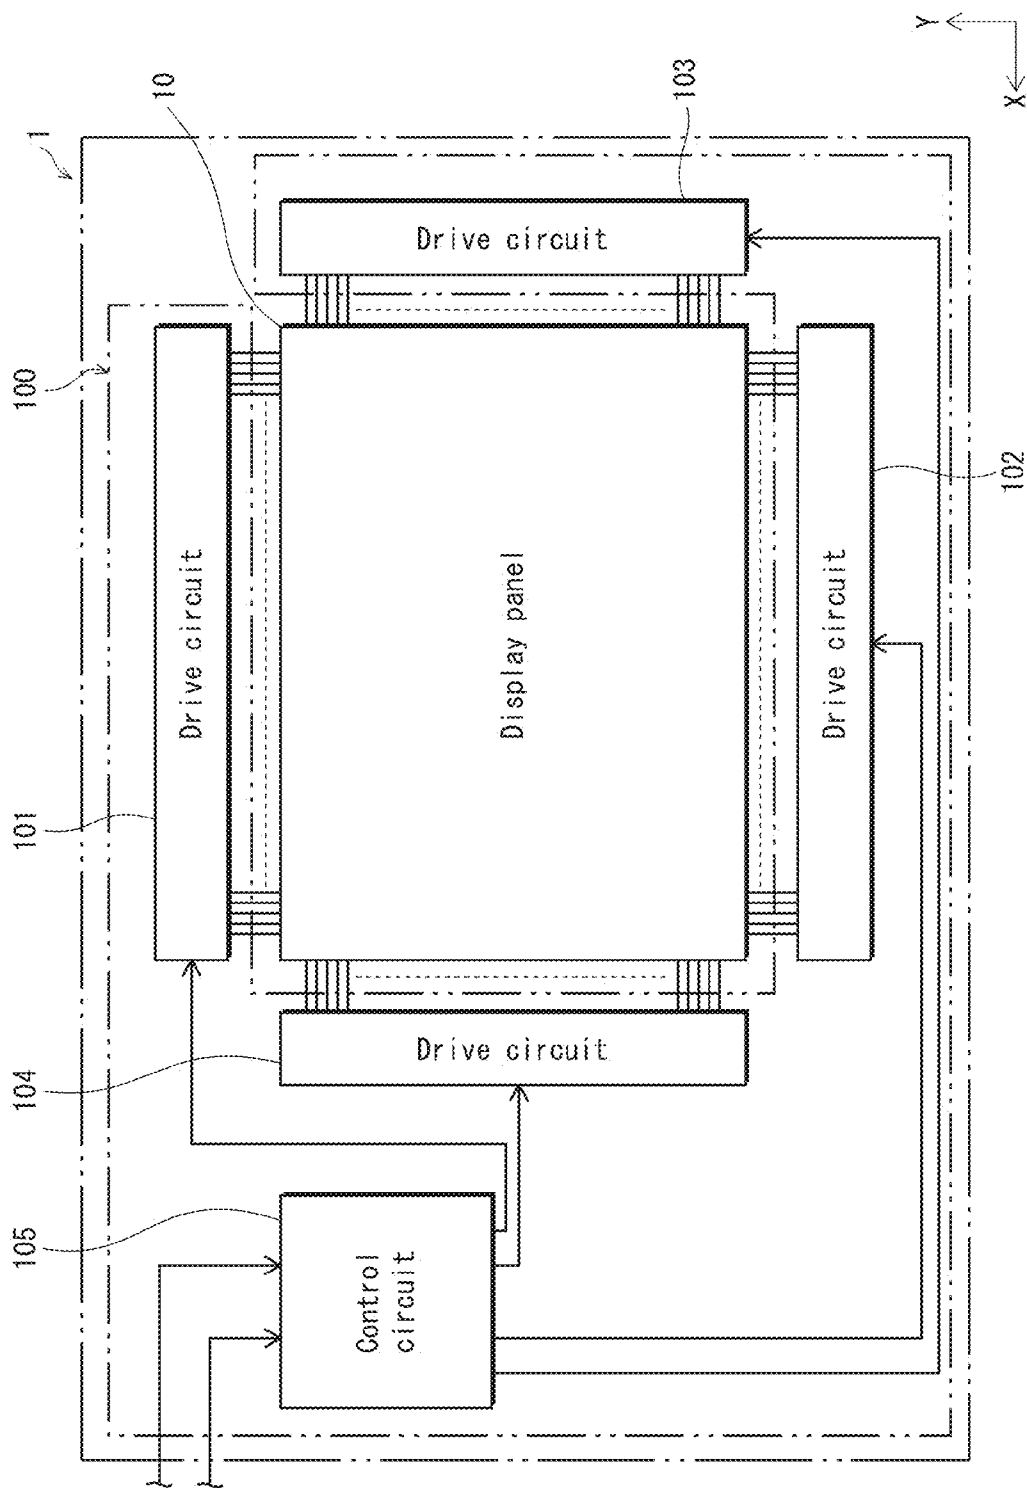 1
100
101
Drive circuit
104
Drive circuit
10
Display panel
103
Drive circuit
102
Drive circuit
105
Control
circuit
Y
X